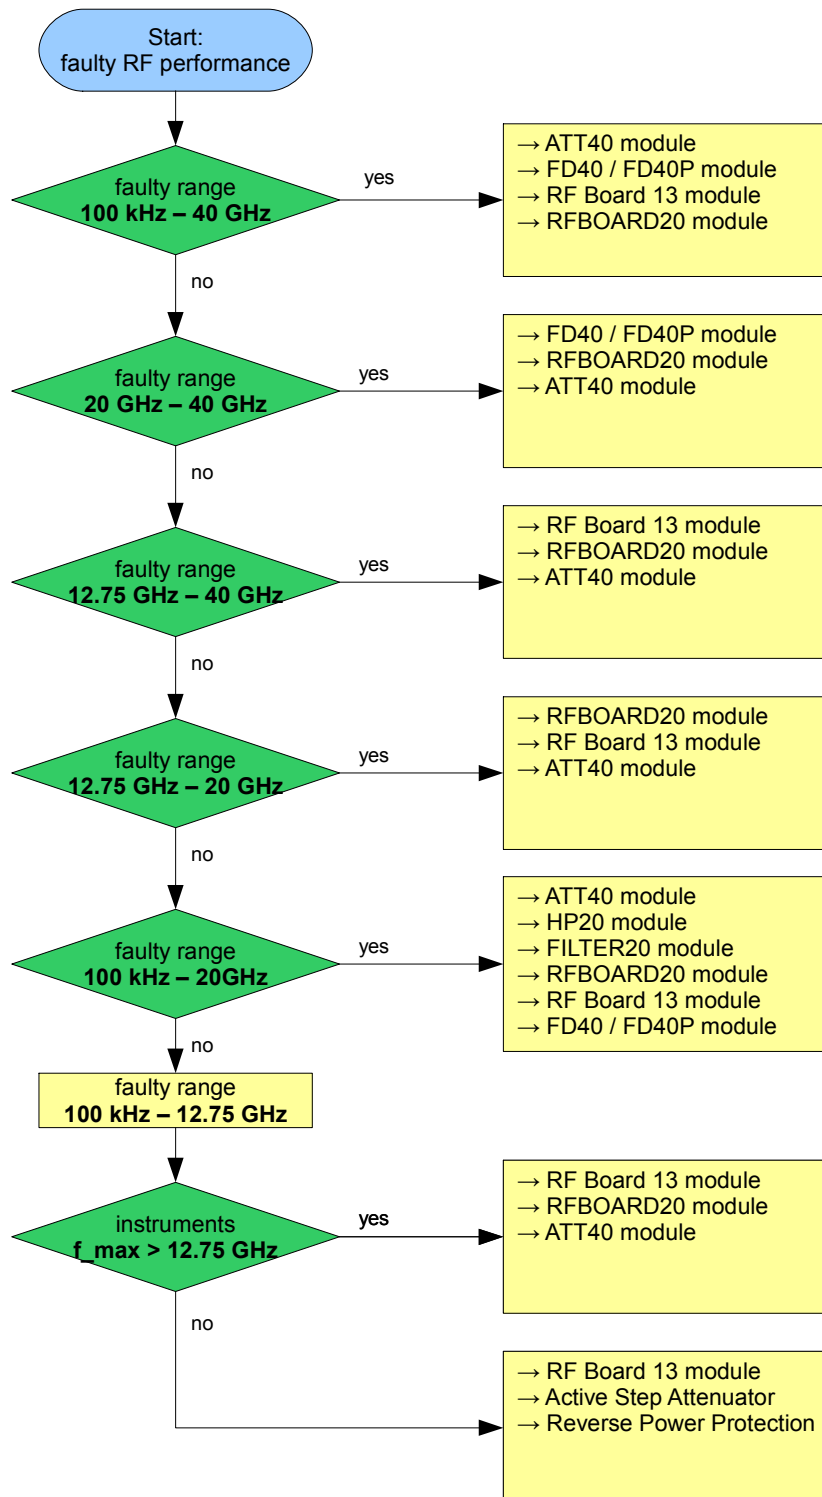 Start:
faulty RF performance
faulty range
100 kHz – 40 GHz
yes
→ ATT40 module
→ FD40 / FD40P module
→ RF Board 13 module
→ RFBOARD20 module
no
faulty range
20 GHz – 40 GHz
yes
→ FD40 / FD40P module
→ RFBOARD20 module
→ ATT40 module
no
faulty range
12.75 GHz – 40 GHz
yes
→ RF Board 13 module
→ RFBOARD20 module
→ ATT40 module
no
faulty range
12.75 GHz – 20 GHz
yes
→ RFBOARD20 module
→ RF Board 13 module
→ ATT40 module
no
faulty range
100 kHz – 20GHz
yes
→ ATT40 module
→ HP20 module
→ FILTER20 module
→ RFBOARD20 module
→ RF Board 13 module
→ FD40 / FD40P module
no
faulty range
100 kHz – 12.75 GHz
instruments
f_max > 12.75 GHz
yes
→ RF Board 13 module
→ RFBOARD20 module
→ ATT40 module
no
→ RF Board 13 module
→ Active Step Attenuator
→ Reverse Power Protection